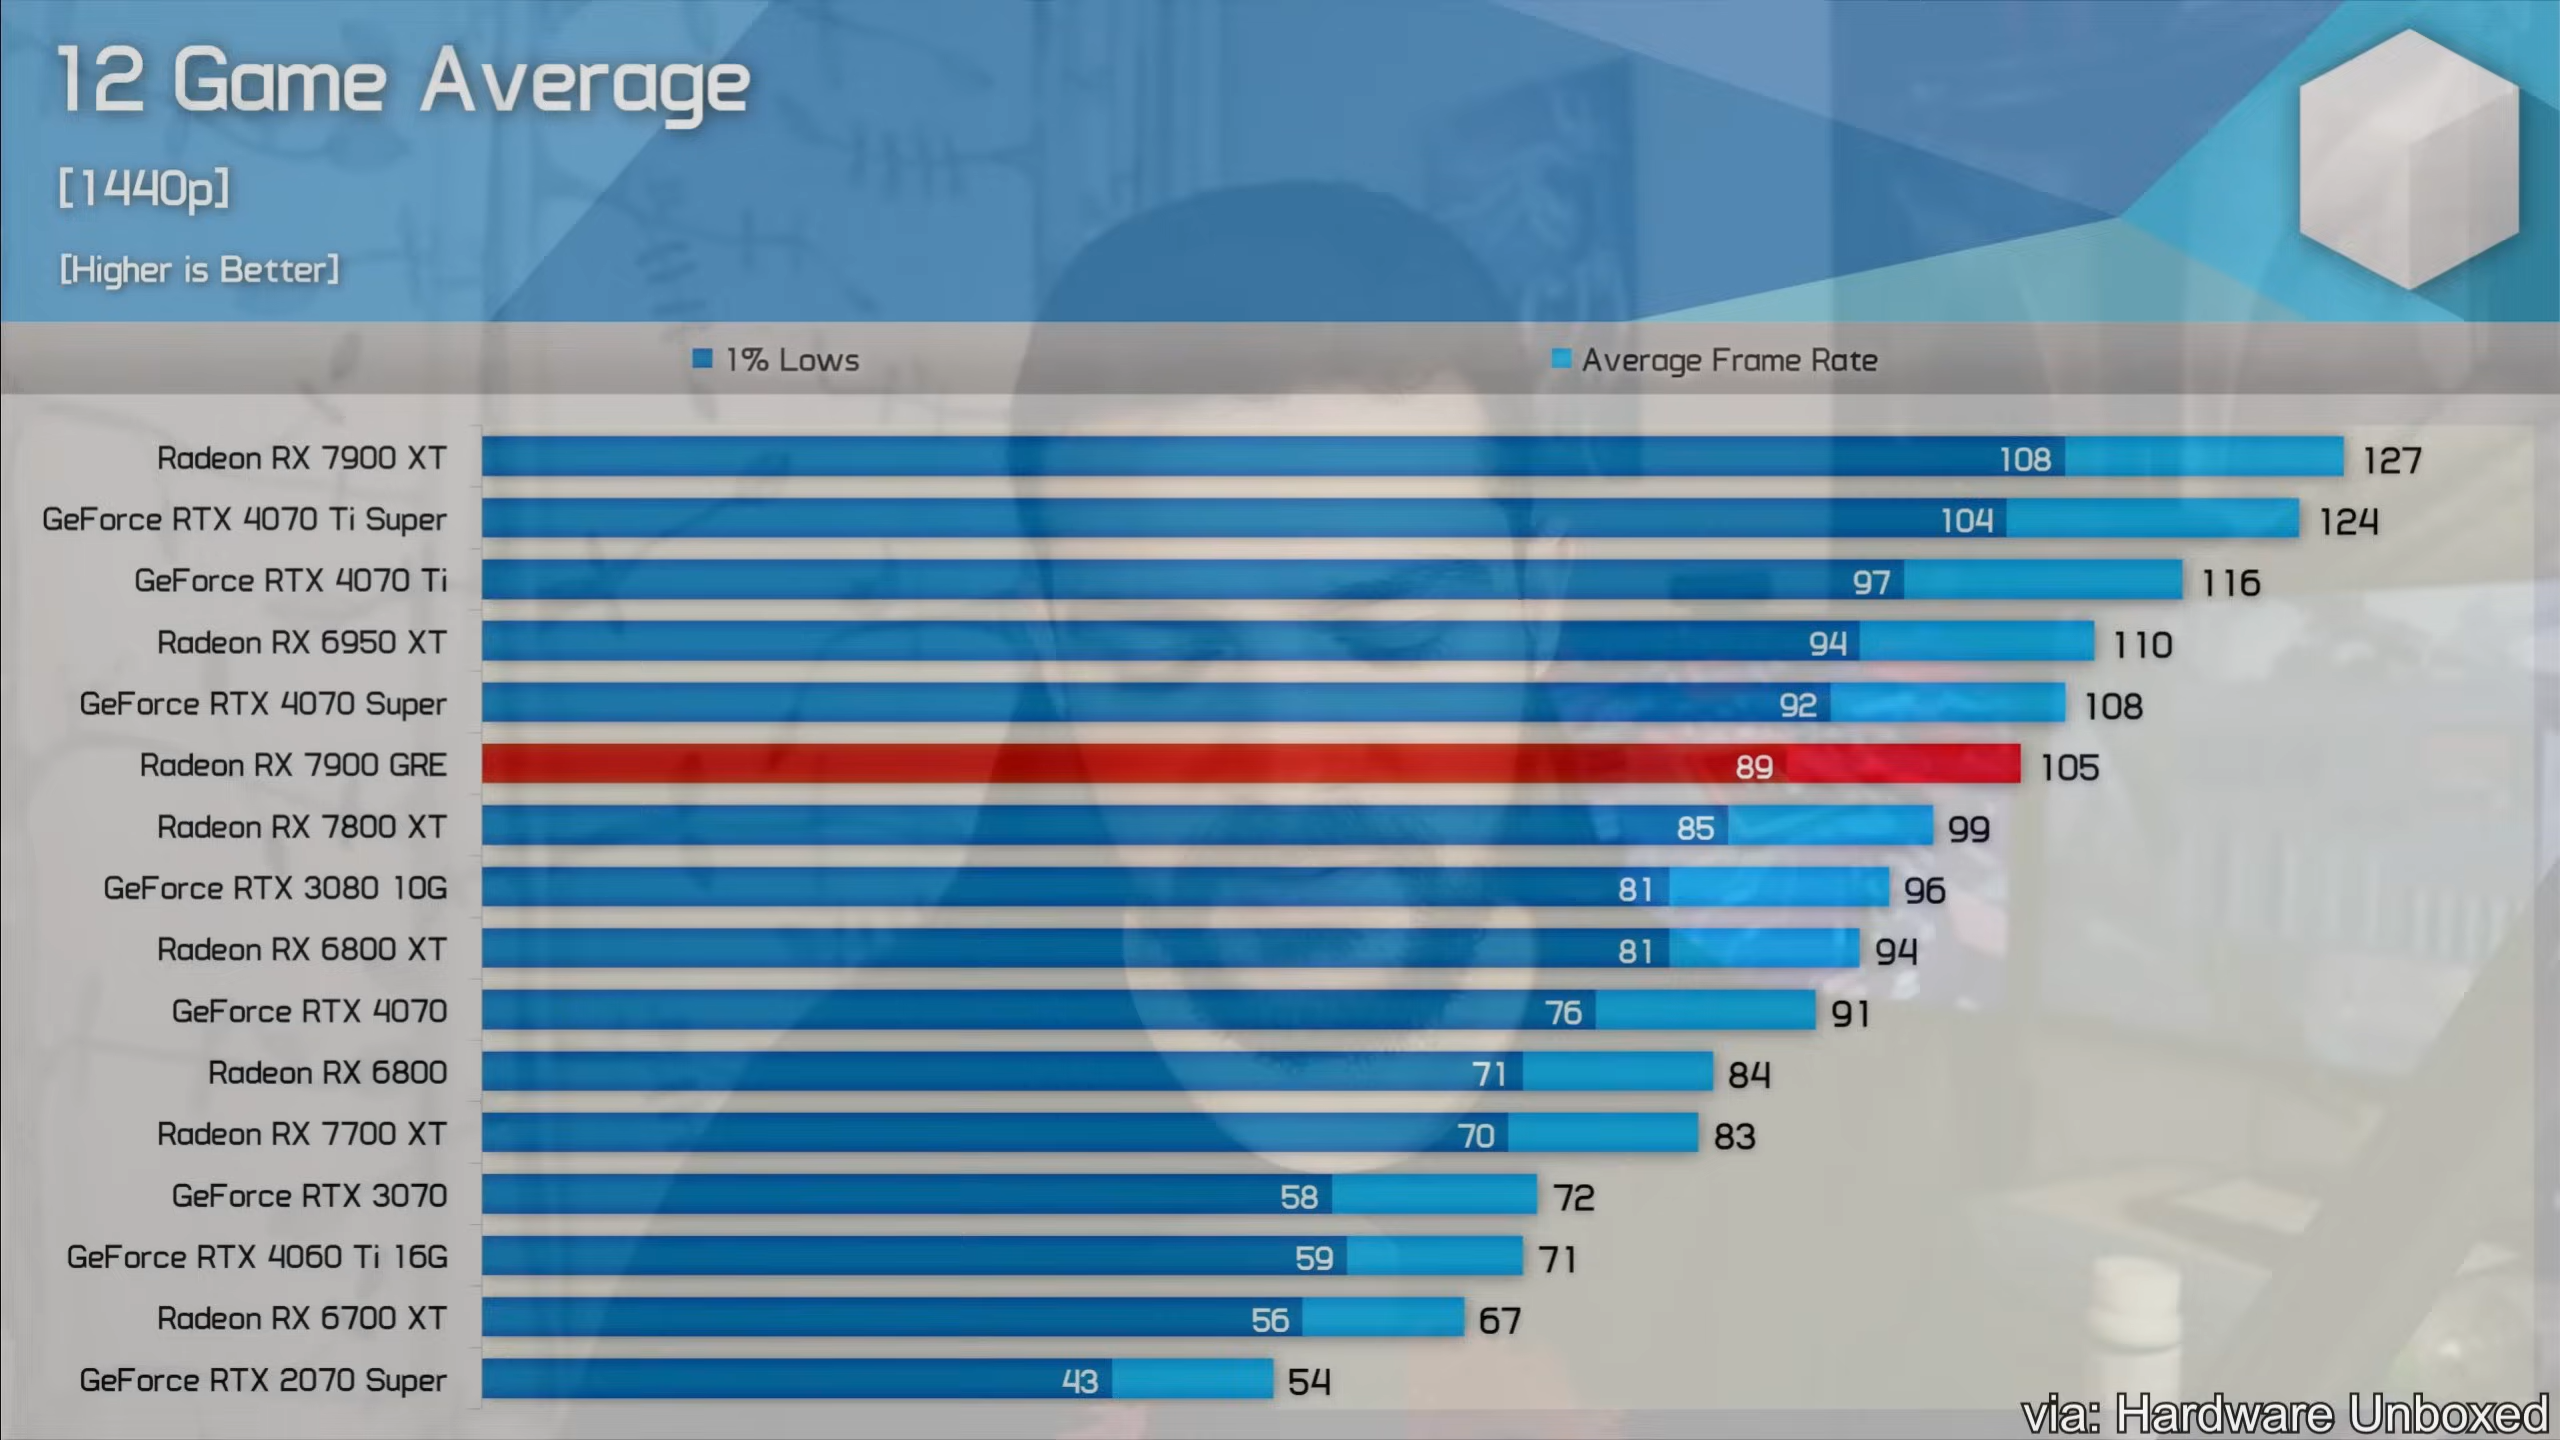 12 Game Average
[1440p]
[Higher is Better]
1% Lows
Average Frame Rate
Radeon RX 7900 XT 108 127
GeForce RTX 4070 Ti Super 104 124
GeForce RTX 4070 Ti 97 116
Radeon RX 6950 XT 94 110
GeForce RTX 4070 Super 92 108
Radeon RX 7900 GRE 89 105
Radeon RX 7800 XT 85 99
GeForce RTX 3080 10G 81 96
Radeon RX 6800 XT 81 94
GeForce RTX 4070 76 91
Radeon RX 6800 71 84
Radeon RX 7700 XT 70 83
GeForce RTX 3070 58 72
GeForce RTX 4060 Ti 16G 59 71
Radeon RX 6700 XT 56 67
GeForce RTX 2070 Super 43 54
via: Hardware Unboxed